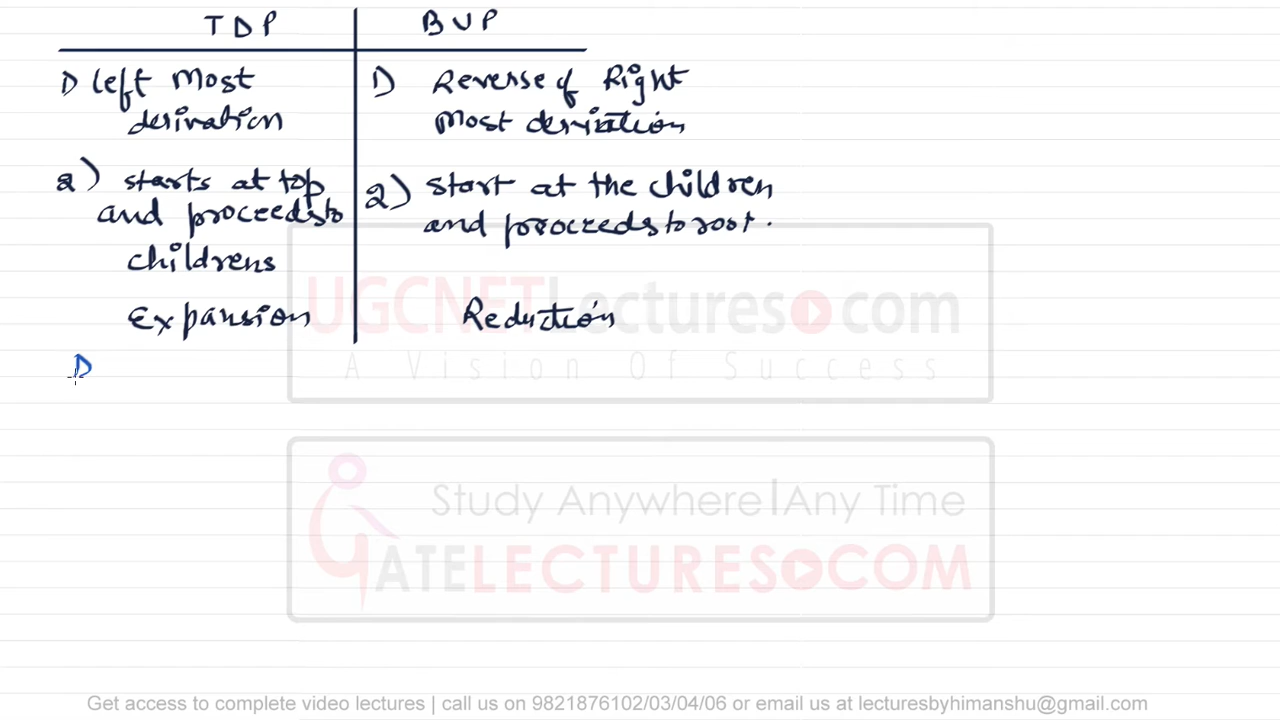 TDP
BUP
1) left Most
derivation
1) Reverse of Right
Most derviation
2) starts at top
and proceeds to
childrens
2) start at the children
and proceeds to root.
Expansion
Reduction
UGCNETLectures.com
A Vision Of Success
1)
Study Anywhere|Any Time
GATELECTURES.COM
Get access to complete video lectures | call us on 9821876102/03/04/06 or email us at lecturesbyhimanshu@gmail.com